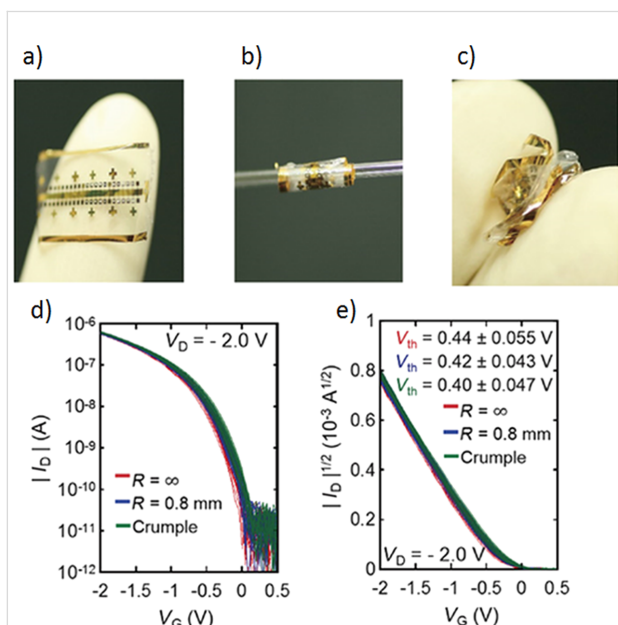 a)
b)
c)
d)
e)
10⁻⁶
10⁻⁷
10⁻⁸
10⁻⁹
10⁻¹⁰
10⁻¹¹
10⁻¹²
| I_D | (A)
V_D = - 2.0 V
R = ∞
R = 0.8 mm
Crumple
-2 -1.5 -1 -0.5 0 0.5
V_G (V)
1
0.8
0.6
0.4
0.2
0
| I_D |^1/2 (10⁻³ A^1/2)
V_th = 0.44 ± 0.055 V
V_th = 0.42 ± 0.043 V
V_th = 0.40 ± 0.047 V
R = ∞
R = 0.8 mm
Crumple
V_D = - 2.0 V
-2 -1.5 -1 -0.5 0 0.5
V_G (V)